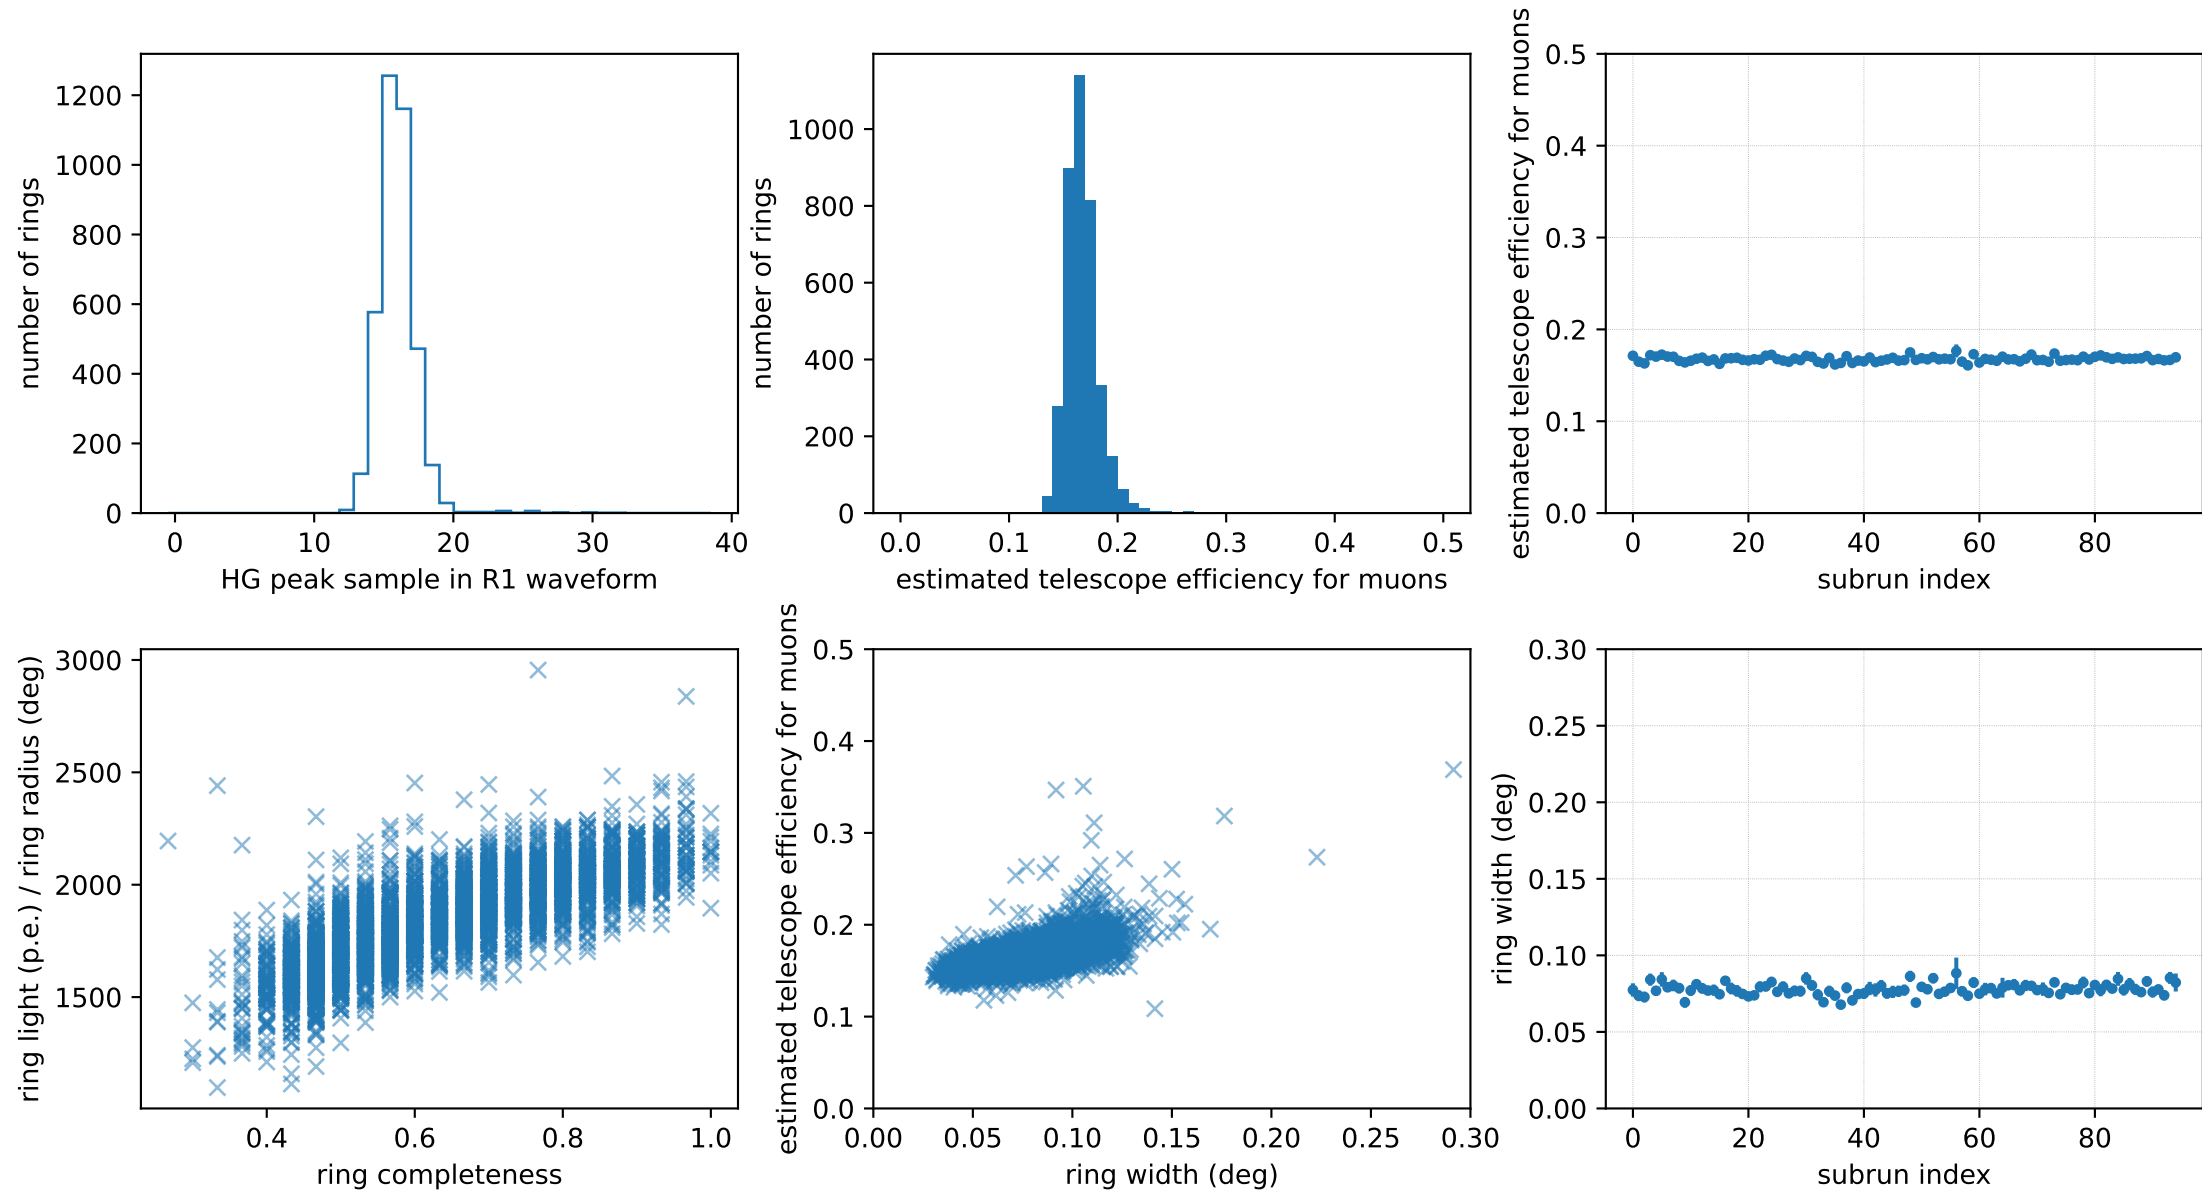 number of rings
1200
1000
800
600
400
200
0
0 10 20 30 40
HG peak sample in R1 waveform
number of rings
1000
800
600
400
200
0
0.0 0.1 0.2 0.3 0.4 0.5
estimated telescope efficiency for muons
estimated telescope efficiency for muons
0.5
0.4
0.3
0.2
0.1
0.0
0 20 40 60 80
subrun index
ring light (p.e.) / ring radius (deg)
3000
2500
2000
1500
0.4 0.6 0.8 1.0
ring completeness
estimated telescope efficiency for muons
0.5
0.4
0.3
0.2
0.1
0.0
0.00 0.05 0.10 0.15 0.20 0.25 0.30
ring width (deg)
ring width (deg)
0.30
0.25
0.20
0.15
0.10
0.05
0.00
0 20 40 60 80
subrun index